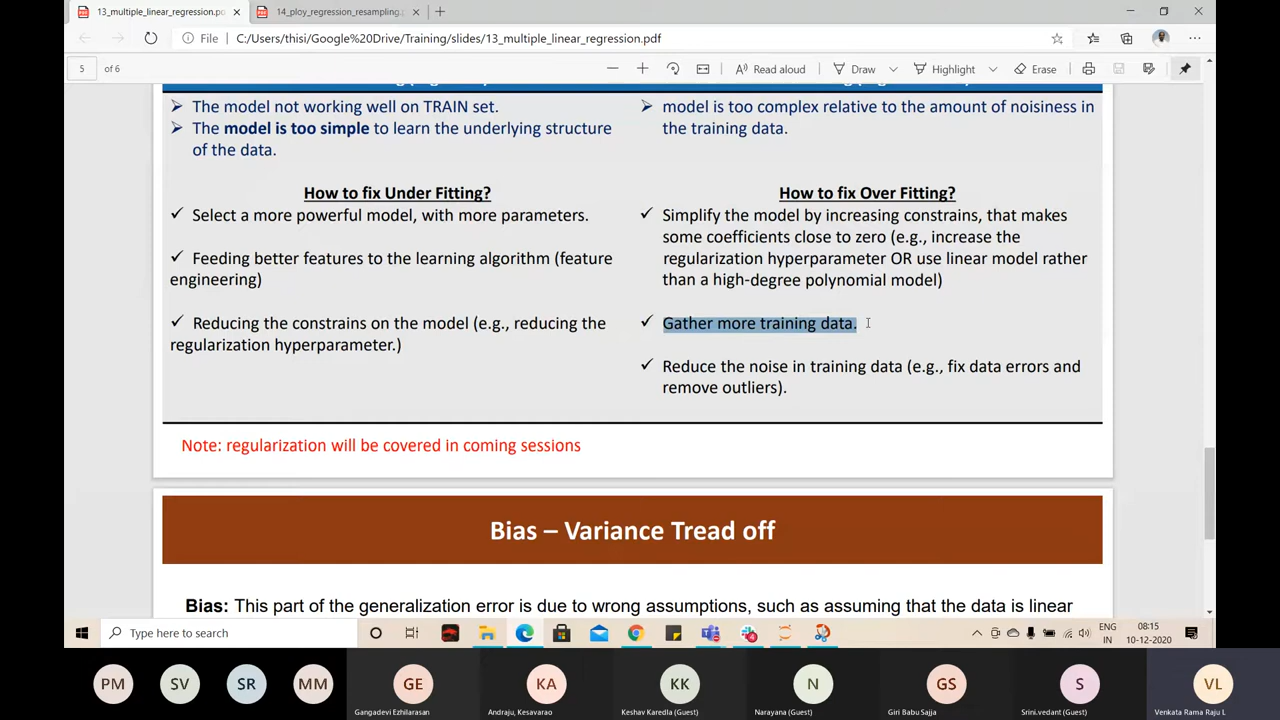 13_multiple_linear_regression.po
14_ploy_regression_resampling.
File
C:/Users/thisi/Google%20Drive/Training/slides/13_multiple_linear_regression.pdf
5 of 6
Read aloud
Draw
Highlight
Erase
➢ The model not working well on TRAIN set.
➢ The model is too simple to learn the underlying structure
of the data.
How to fix Under Fitting?
✓ Select a more powerful model, with more parameters.
✓ Feeding better features to the learning algorithm (feature
engineering)
✓ Reducing the constrains on the model (e.g., reducing the
regularization hyperparameter.)
➢ model is too complex relative to the amount of noisiness in
the training data.
How to fix Over Fitting?
✓ Simplify the model by increasing constrains, that makes
some coefficients close to zero (e.g., increase the
regularization hyperparameter OR use linear model rather
than a high-degree polynomial model)
✓ Gather more training data.
✓ Reduce the noise in training data (e.g., fix data errors and
remove outliers).
Note: regularization will be covered in coming sessions
Bias – Variance Tread off
Bias: This part of the generalization error is due to wrong assumptions, such as assuming that the data is linear
Type here to search
ENG
IN
08:15
10-12-2020
PM
SV
SR
MM
GE
Gangadevi Ezhilarasan
KA
Andraju, Kesavarao
KK
Keshav Karedla (Guest)
N
Narayana (Guest)
GS
Giri Babu Sajja
S
Srini.vedant (Guest)
VL
Venkata Rama Raju L